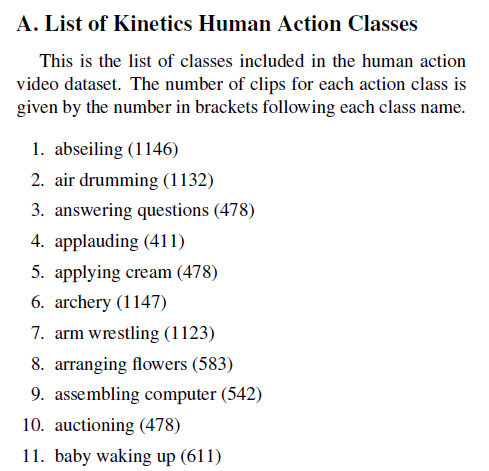 A. List of Kinetics Human Action Classes
This is the list of classes included in the human action
video dataset. The number of clips for each action class is
given by the number in brackets following each class name.
1. abseiling (1146)
2. air drumming (1132)
3. answering questions (478)
4. applauding (411)
5. applying cream (478)
6. archery (1147)
7. arm wrestling (1123)
8. arranging flowers (583)
9. assembling computer (542)
10. auctioning (478)
11. baby waking up (611)